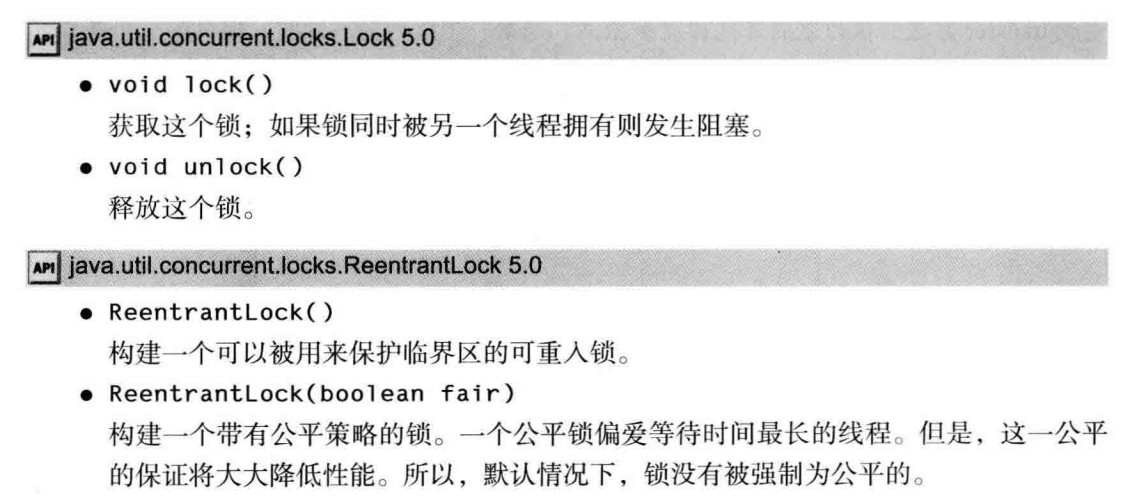 API java.util.concurrent.locks.Lock 5.0
● void lock()
获取这个锁；如果锁同时被另一个线程拥有则发生阻塞。
● void unlock()
释放这个锁。
API java.util.concurrent.locks.ReentrantLock 5.0
● ReentrantLock()
构建一个可以被用来保护临界区的可重入锁。
● ReentrantLock(boolean fair)
构建一个带有公平策略的锁。一个公平锁偏爱等待时间最长的线程。但是，这一公平
的保证将大大降低性能。所以，默认情况下，锁没有被强制为公平的。